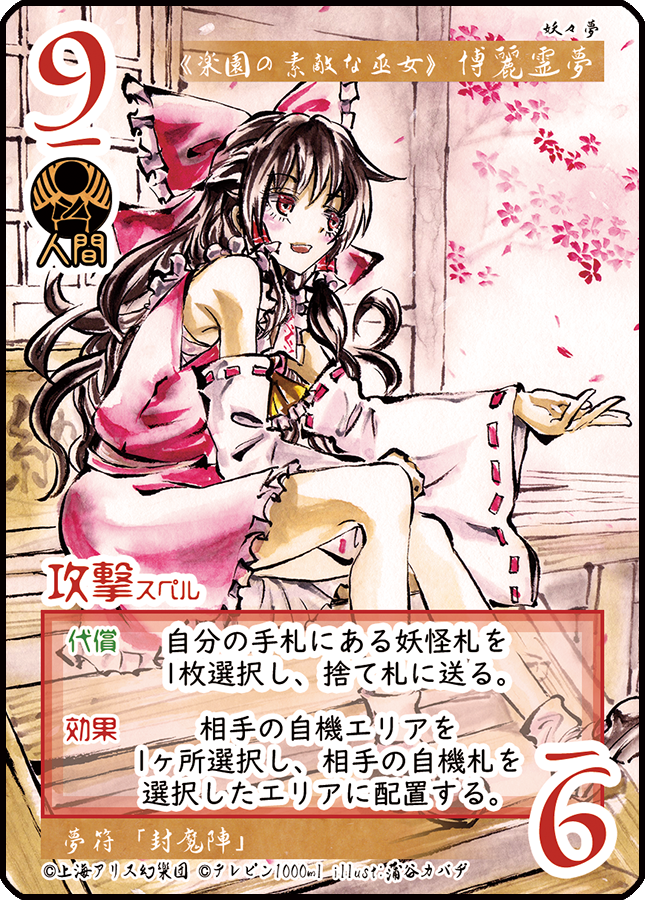 妖々夢
9
《楽園の素敵な巫女》 博麗霊夢
人間
攻撃スペル
代償 自分の手札にある妖怪札を
1枚選択し、捨て札に送る。
効果 相手の自機エリアを
1ヶ所選択し、相手の自機札を
選択したエリアに配置する。
6
夢符「封魔陣」
©上海アリス幻樂団 ©テレピン1000ml illust:蒲谷カバヂ